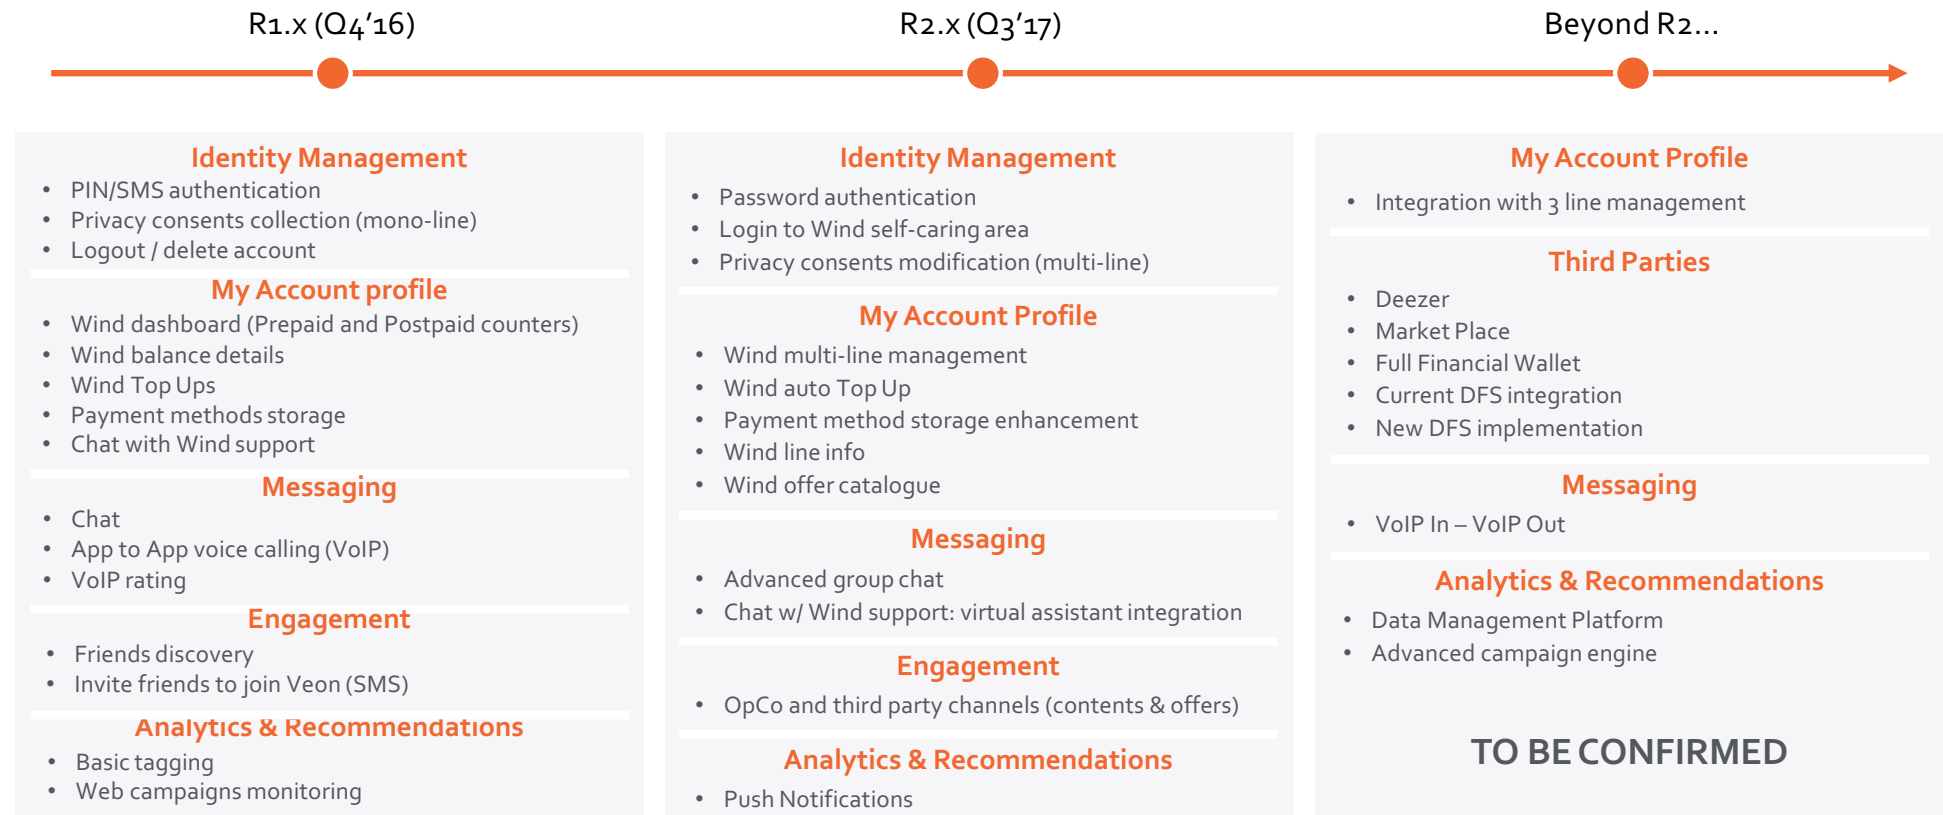 R1.x (Q4’16)
R2.x (Q3’17)
Beyond R2...
Identity Management
• PIN/SMS authentication
• Privacy consents collection (mono-line)
• Logout / delete account
My Account profile
• Wind dashboard (Prepaid and Postpaid counters)
• Wind balance details
• Wind Top Ups
• Payment methods storage
• Chat with Wind support
Messaging
• Chat
• App to App voice calling (VoIP)
• VoIP rating
Engagement
• Friends discovery
• Invite friends to join Veon (SMS)
Analytics & Recommendations
• Basic tagging
• Web campaigns monitoring
Identity Management
• Password authentication
• Login to Wind self-caring area
• Privacy consents modification (multi-line)
My Account Profile
• Wind multi-line management
• Wind auto Top Up
• Payment method storage enhancement
• Wind line info
• Wind offer catalogue
Messaging
• Advanced group chat
• Chat w/ Wind support: virtual assistant integration
Engagement
• OpCo and third party channels (contents & offers)
Analytics & Recommendations
• Push Notifications
My Account Profile
• Integration with 3 line management
Third Parties
• Deezer
• Market Place
• Full Financial Wallet
• Current DFS integration
• New DFS implementation
Messaging
• VoIP In – VoIP Out
Analytics & Recommendations
• Data Management Platform
• Advanced campaign engine
TO BE CONFIRMED